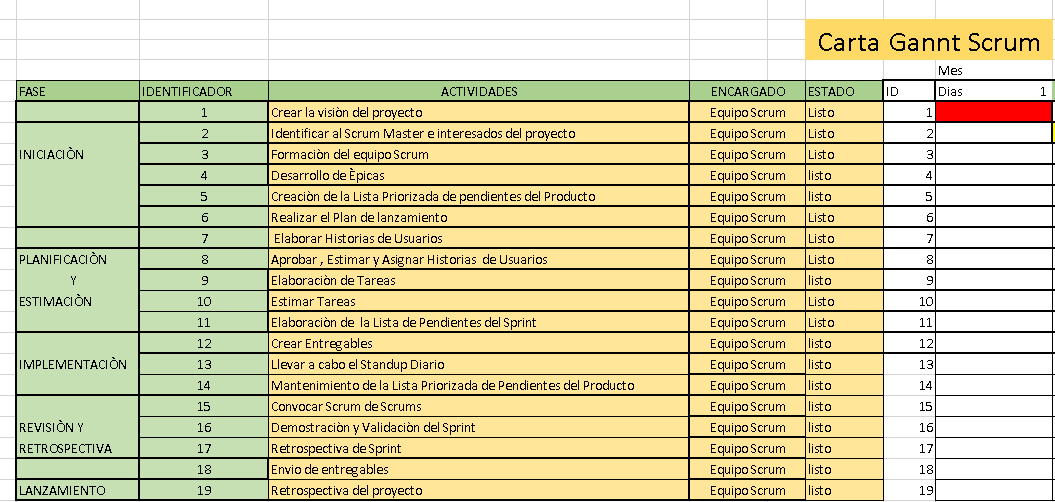 Carta Gannt Scrum
Mes
FASE IDENTIFICADOR ACTIVIDADES ENCARGADO ESTADO ID Dias 1
1 Crear la visiòn del proyecto Equipo Scrum Listo 1
2 Identificar al Scrum Master e interesados del proyecto Equipo Scrum Listo 2
INICIACIÒN 3 Formaciòn del equipo Scrum Equipo Scrum Listo 3
4 Desarrollo de Èpicas Equipo Scrum listo 4
5 Creaciòn de la Lista Priorizada de pendientes del Producto Equipo Scrum Listo 5
6 Realizar el Plan de lanzamiento Equipo Scrum Listo 6
7 Elaborar Historias de Usuarios Equipo Scrum Listo 7
PLANIFICACIÒN 8 Aprobar , Estimar y Asignar Historias de Usuarios Equipo Scrum Listo 8
Y 9 Elaboraciòn de Tareas Equipo Scrum Listo 9
ESTIMACIÒN 10 Estimar Tareas Equipo Scrum Listo 10
11 Elaboraciòn de la Lista de Pendientes del Sprint Equipo Scrum Listo 11
12 Crear Entregables Equipo Scrum listo 12
IMPLEMENTACIÒN 13 Llevar a cabo el Standup Diario Equipo Scrum listo 13
14 Mantenimiento de la Lista Priorizada de Pendientes del Producto Equipo Scrum listo 14
15 Convocar Scrum de Scrums Equipo Scrum listo 15
REVISIÒN Y 16 Demostraciòn y Validaciòn del Sprint Equipo Scrum listo 16
RETROSPECTIVA 17 Retrospectiva de Sprint Equipo Scrum listo 17
18 Envio de entregables Equipo Scrum listo 18
LANZAMIENTO 19 Retrospectiva del proyecto Equipo Scrum listo 19